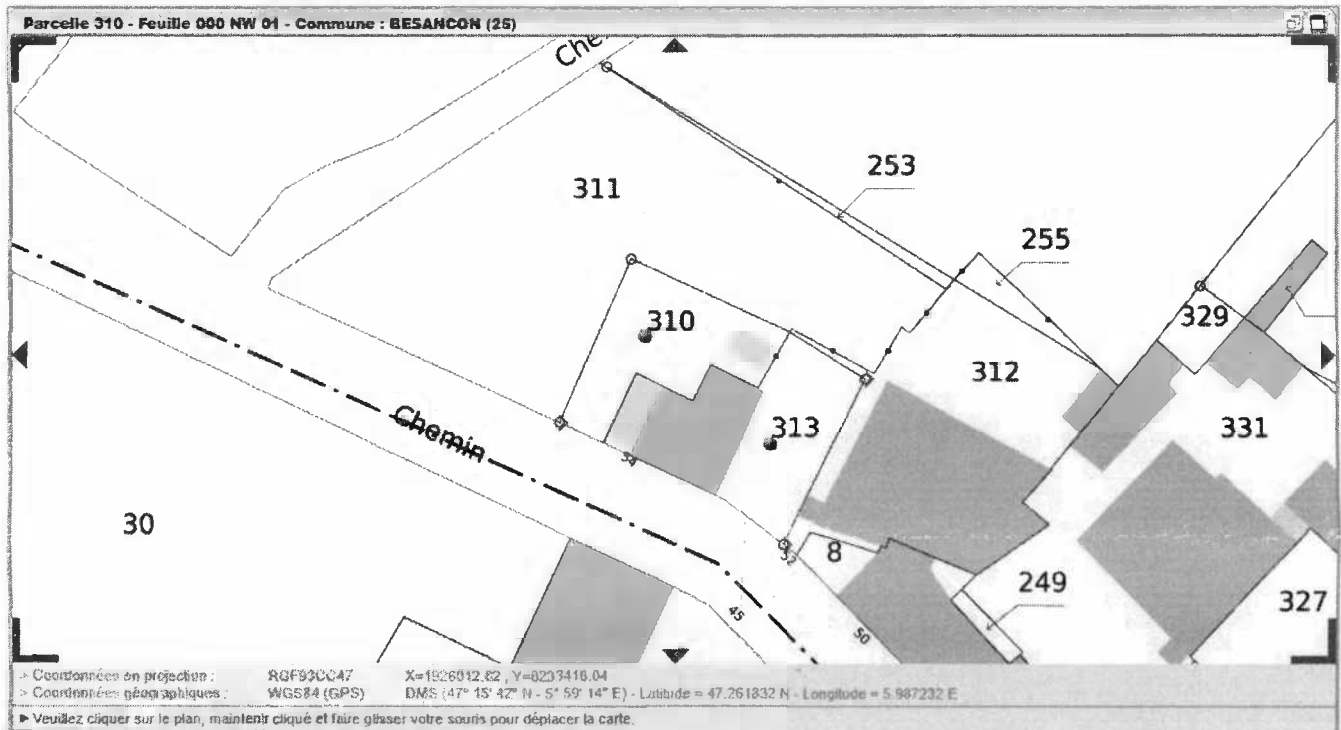 Parcelle 310 - Feuille 000 NW 01 - Commune : BESANCON (25)
Che
253
311
255
310
329
312
313
331
Chemin
34
30
32
8
249
327
45
50
> Coordonnées en projection : RGF93CC47 X=1926012.62 , Y=6233416.04
> Coordonnées géographiques : WGS84 (GPS) DMS (47° 15' 42" N - 5° 59' 14" E) - Latitude = 47.261832 N - Longitude = 5.987232 E
► Veuillez cliquer sur le plan, maintenir cliqué et faire glisser votre souris pour déplacer la carte.